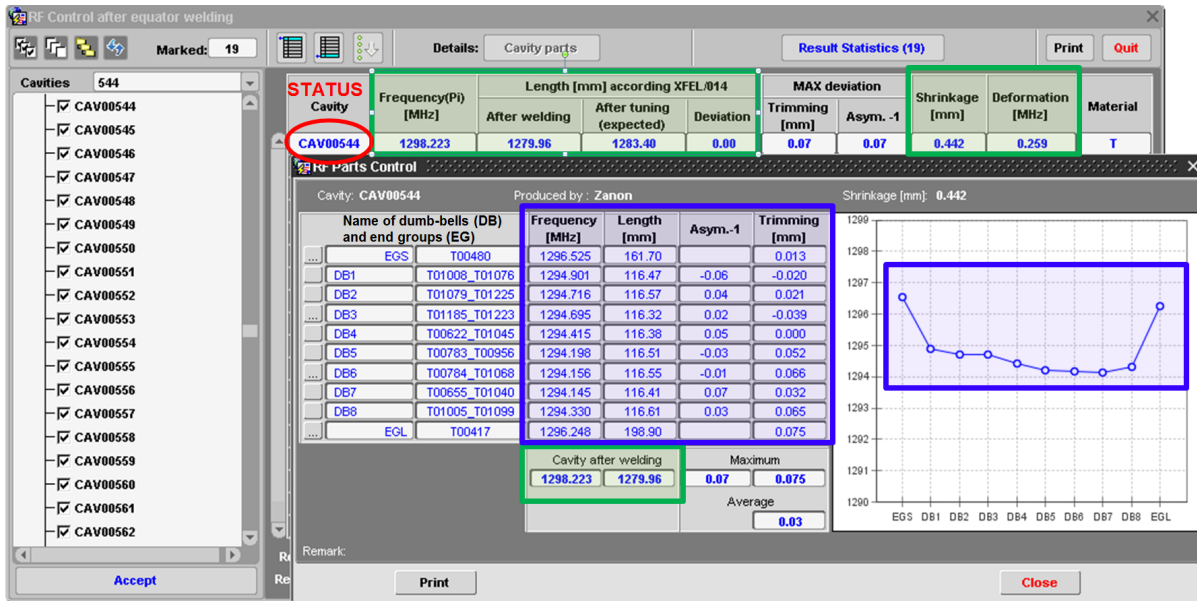 RF Control after equator welding
Marked: 19
Details: Cavity parts
Result Statistics (19)
Print
Quit
Cavities 544
CAV00544
CAV00545
CAV00546
CAV00547
CAV00548
CAV00549
CAV00550
CAV00551
CAV00552
CAV00553
CAV00554
CAV00555
CAV00556
CAV00557
CAV00558
CAV00559
CAV00560
CAV00561
CAV00562
Accept
STATUS
Cavity
Frequency(Pi)
[MHz]
Length [mm] according XFEL/014
After welding
After tuning
(expected)
Deviation
MAX deviation
Trimming
[mm]
Asym. -1
Shrinkage
[mm]
Deformation
[MHz]
Material
CAV00544 1298.223 1279.96 1283.40 0.00 0.07 0.07 0.442 0.259 T
RF Parts Control
Cavity: CAV00544 Produced by : Zanon Shrinkage [mm]: 0.442
Name of dumb-bells (DB)
and end groups (EG)
Frequency
[MHz]
Length
[mm]
Asym.-1
Trimming
[mm]
... EGS T00480 1296.525 161.70 0.013
DB1 T01008_T01076 1294.901 116.47 -0.06 -0.020
DB2 T01079_T01225 1294.716 116.57 0.04 0.021
... DB3 T01185_T01223 1294.695 116.32 0.02 -0.039
DB4 T00622_T01045 1294.415 116.38 0.05 0.000
DB5 T00783_T00956 1294.198 116.51 -0.03 0.052
... DB6 T00784_T01068 1294.156 116.55 -0.01 0.066
DB7 T00655_T01040 1294.145 116.41 0.07 0.032
DB8 T01005_T01099 1294.330 116.61 0.03 0.065
... EGL T00417 1296.248 198.90 0.075
Cavity after welding
1298.223 1279.96
Maximum
0.07 0.075
Average
0.03
1299
1298
1297
1296
1295
1294
1293
1292
1291
1290
EGS DB1 DB2 DB3 DB4 DB5 DB6 DB7 DB8 EGL
Remark:
Re
Re
Print
Close